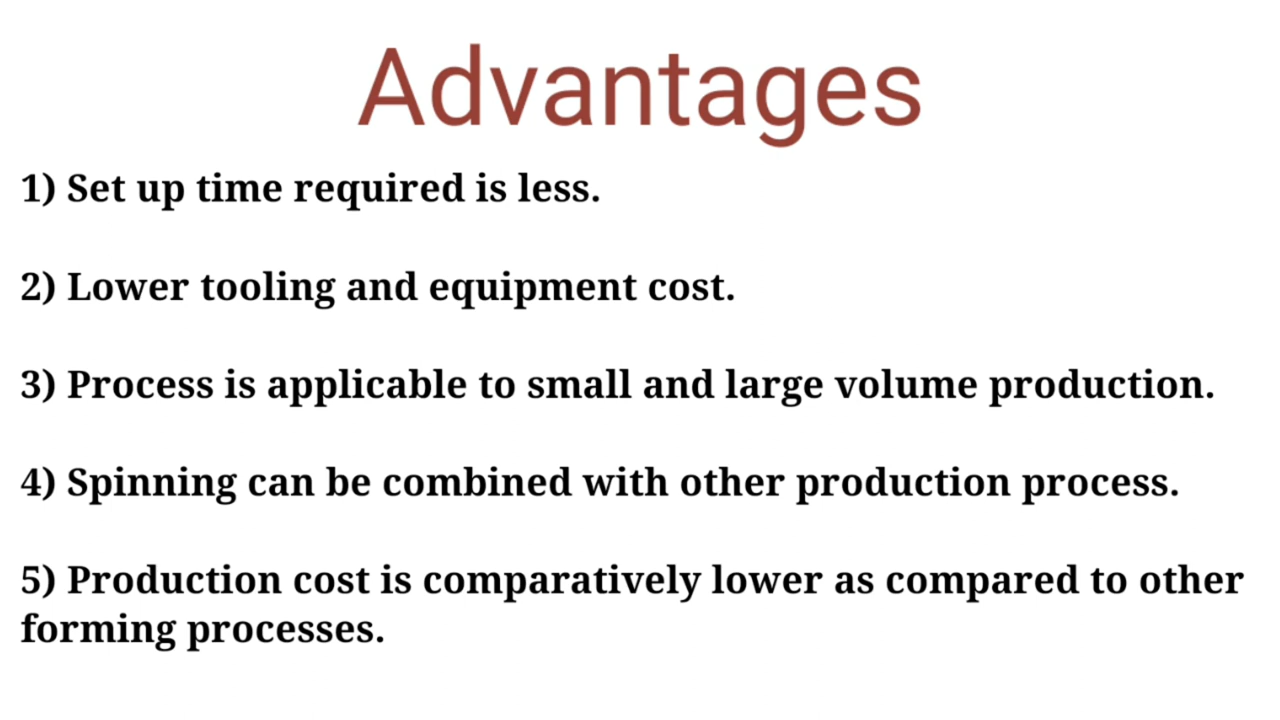 Advantages
1) Set up time required is less.
2) Lower tooling and equipment cost.
3) Process is applicable to small and large volume production.
4) Spinning can be combined with other production process.
5) Production cost is comparatively lower as compared to other
forming processes.